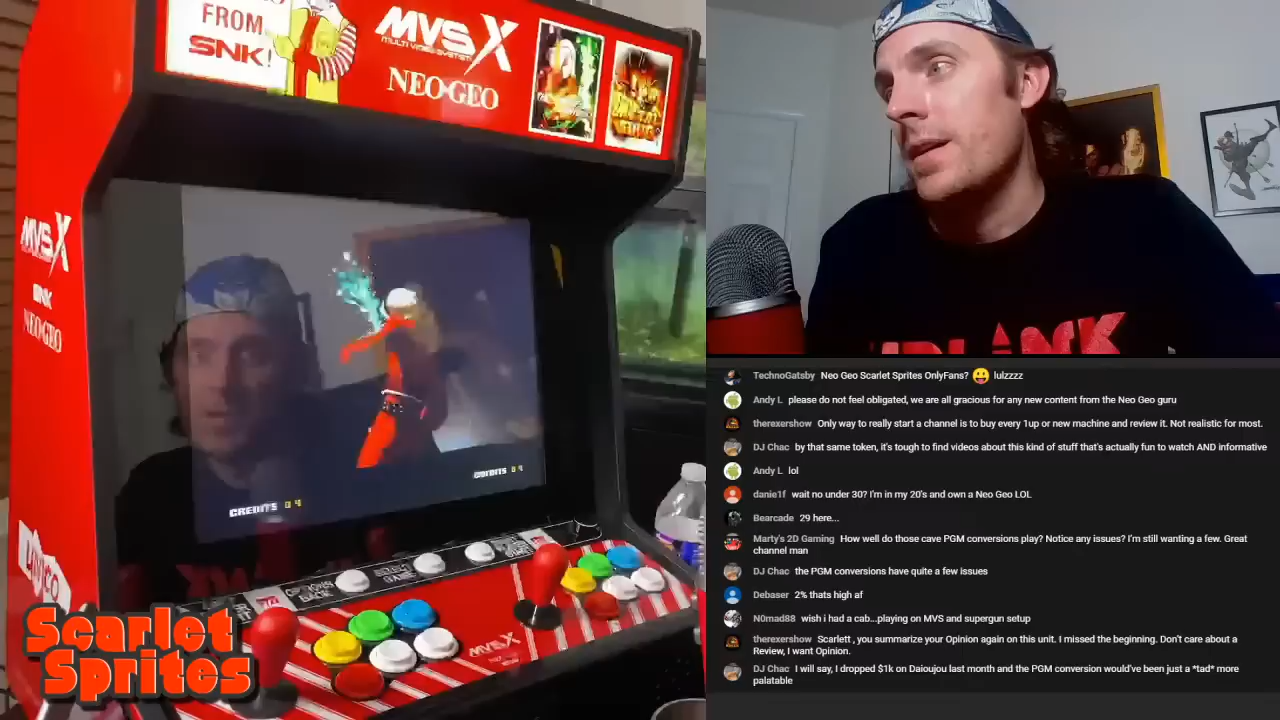 FROM
SNK!
MVSX
MULTI VIDEO SYSTEM
NEO·GEO
MVSX
SNK
NEO·GEO
CREDITS 04
CREDITS 04
SELECT
GAME
MVSX
Scarlet
Sprites
TechnoGatsby Neo Geo Scarlet Sprites OnlyFans? 😛 lulzzzz
Andy L please do not feel obligated, we are all gracious for any new content from the Neo Geo guru
therexershow Only way to really start a channel is to buy every 1up or new machine and review it. Not realistic for most.
DJ Chac by that same token, it's tough to find videos about this kind of stuff that's actually fun to watch AND informative
Andy L lol
danie1f wait no under 30? I'm in my 20's and own a Neo Geo LOL
Bearcade 29 here...
Marty's 2D Gaming How well do those cave PGM conversions play? Notice any issues? I'm still wanting a few. Great
channel man
DJ Chac the PGM conversions have quite a few issues
Debaser 2% thats high af
N0mad88 wish i had a cab...playing on MVS and supergun setup
therexershow Scarlett , you summarize your Opinion again on this unit. I missed the beginning. Don't care about a
Review, I want Opinion.
DJ Chac I will say, I dropped $1k on Daioujou last month and the PGM conversion would've been just a *tad* more
palatable